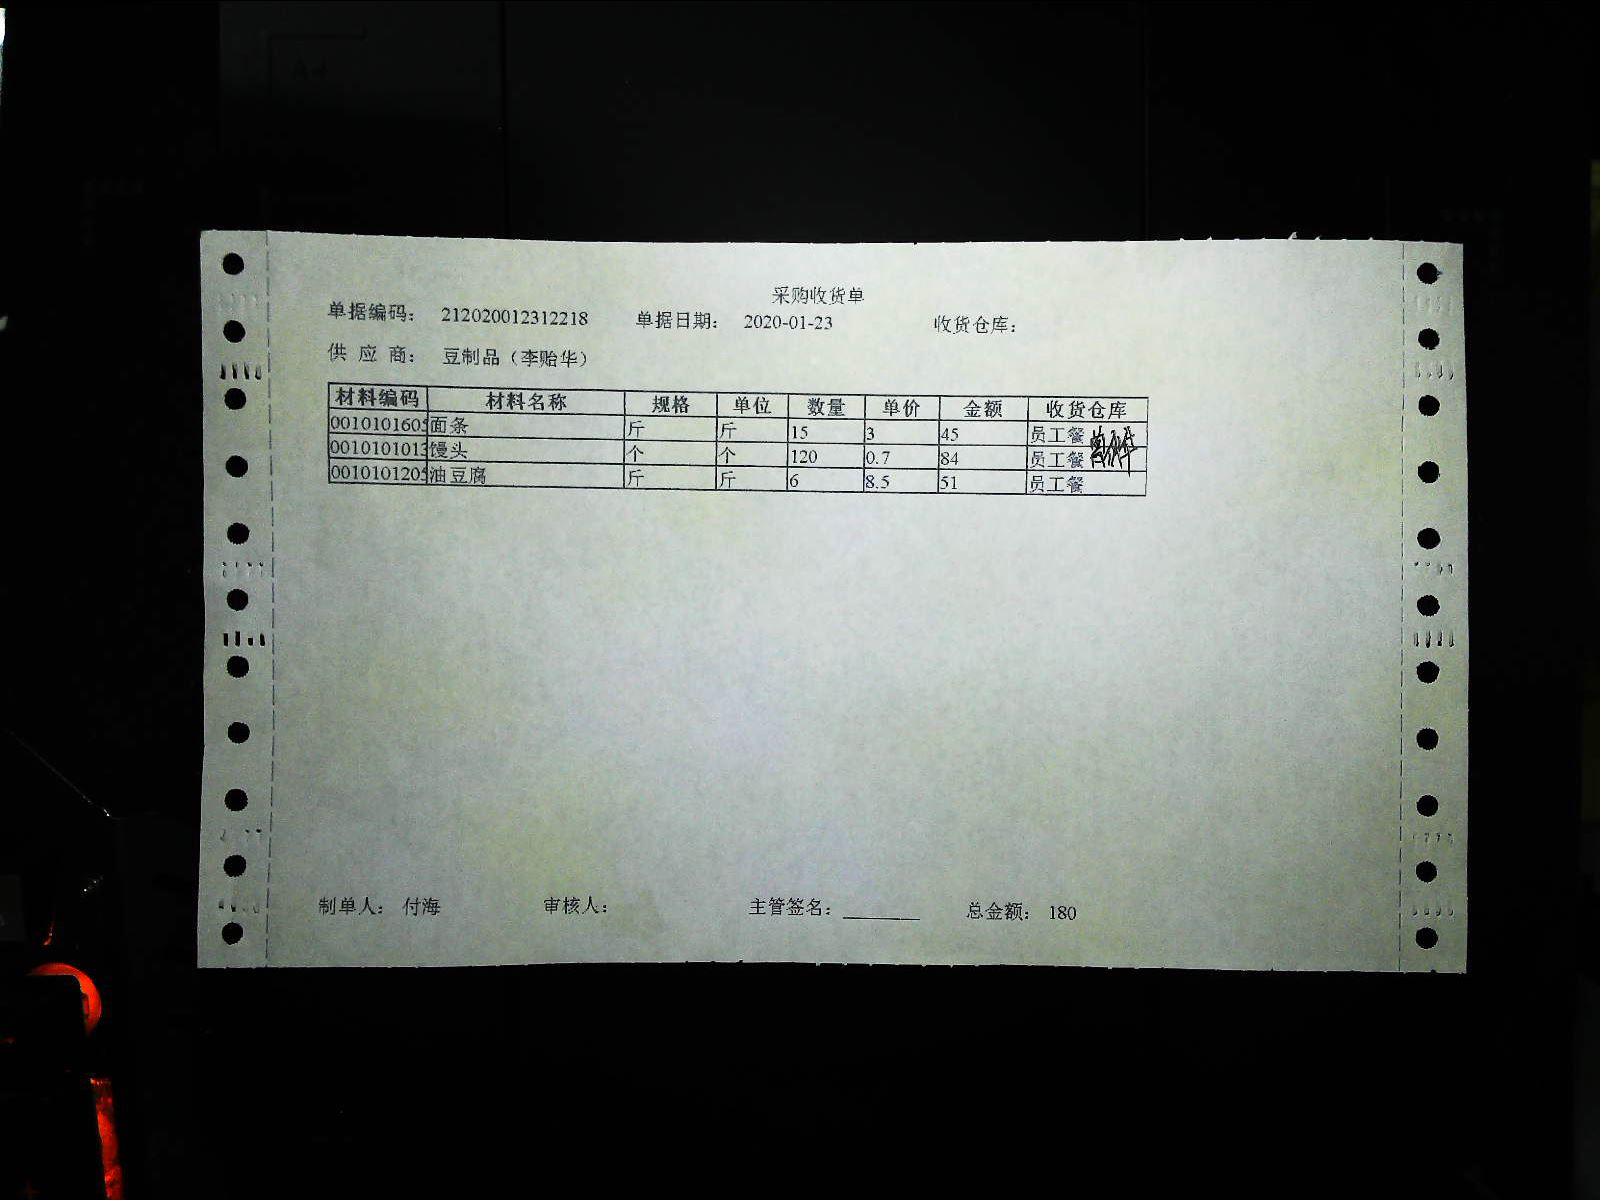 采购收货单
单据编码： 212020012312218 单据日期： 2020-01-23 收货仓库：
供 应 商： 豆制品（李贻华）
材料编码 材料名称 规格 单位 数量 单价 金额 收货仓库
0010101605 面条 斤 斤 15 3 45 员工餐
0010101013 馒头 个 个 120 0.7 84 员工餐
0010101205 油豆腐 斤 斤 6 8.5 51 员工餐
制单人： 付海 审核人： 主管签名：________ 总金额： 180